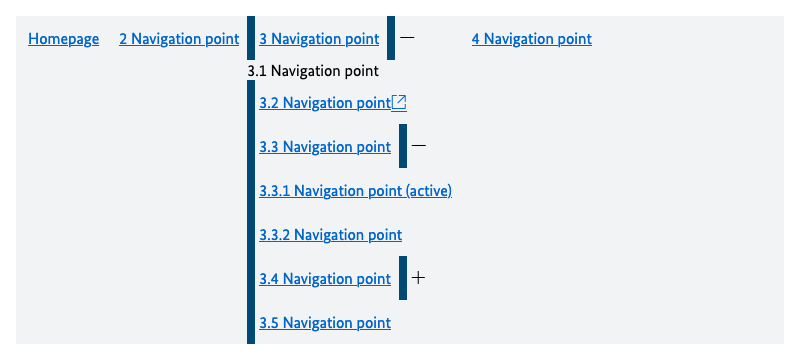 Homepage 2 Navigation point 3 Navigation point — 4 Navigation point
3.1 Navigation point
3.2 Navigation point
3.3 Navigation point —
3.3.1 Navigation point (active)
3.3.2 Navigation point
3.4 Navigation point +
3.5 Navigation point